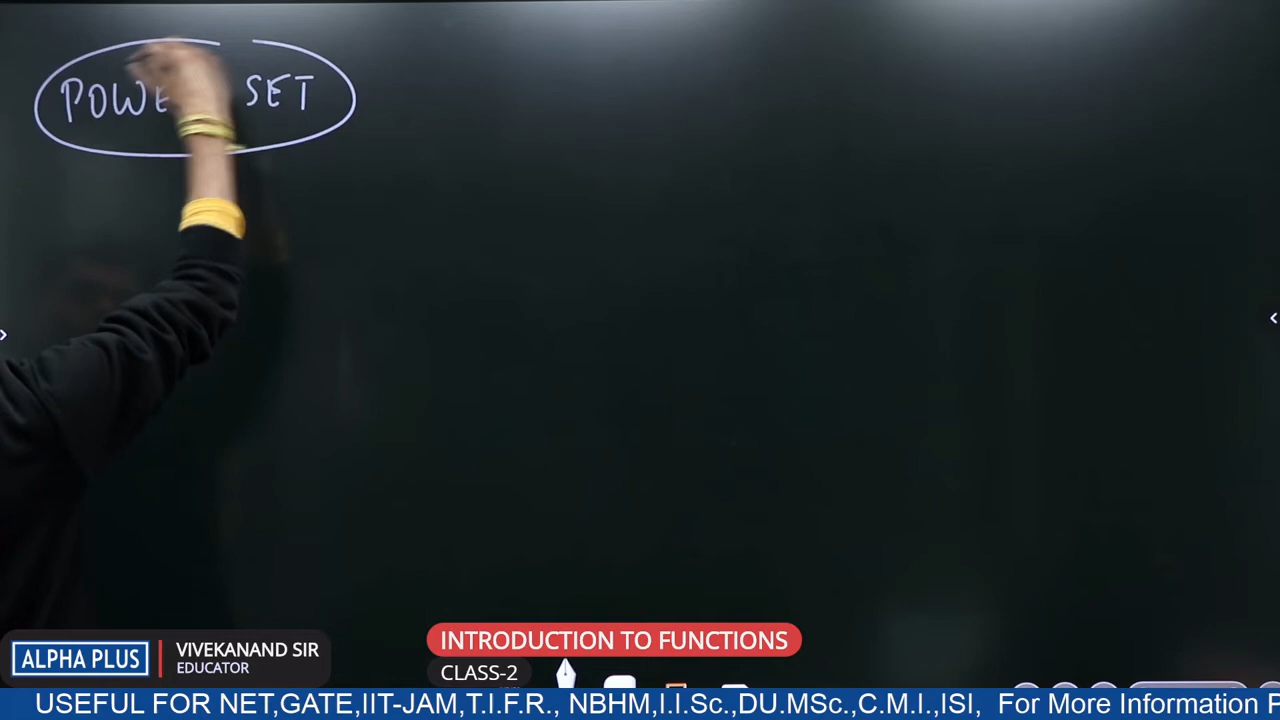 POWE SET
ALPHA PLUS
VIVEKANAND SIR
EDUCATOR
INTRODUCTION TO FUNCTIONS
CLASS-2
USEFUL FOR NET,GATE,IIT-JAM,T.I.F.R., NBHM,I.I.Sc.,DU.MSc.,C.M.I.,ISI, For More Information